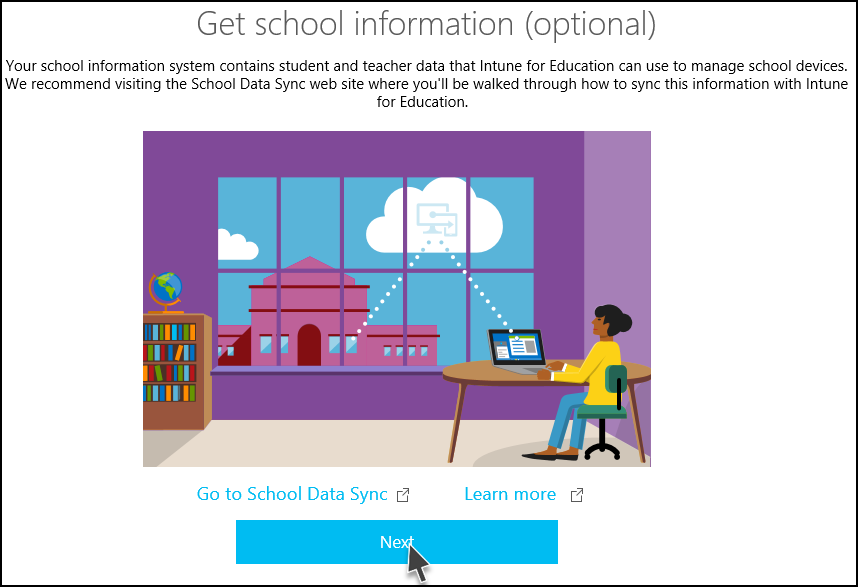 Get school information (optional)
Your school information system contains student and teacher data that Intune for Education can use to manage school devices.
We recommend visiting the School Data Sync web site where you'll be walked through how to sync this information with Intune
for Education.
Go to School Data Sync
Learn more
Next